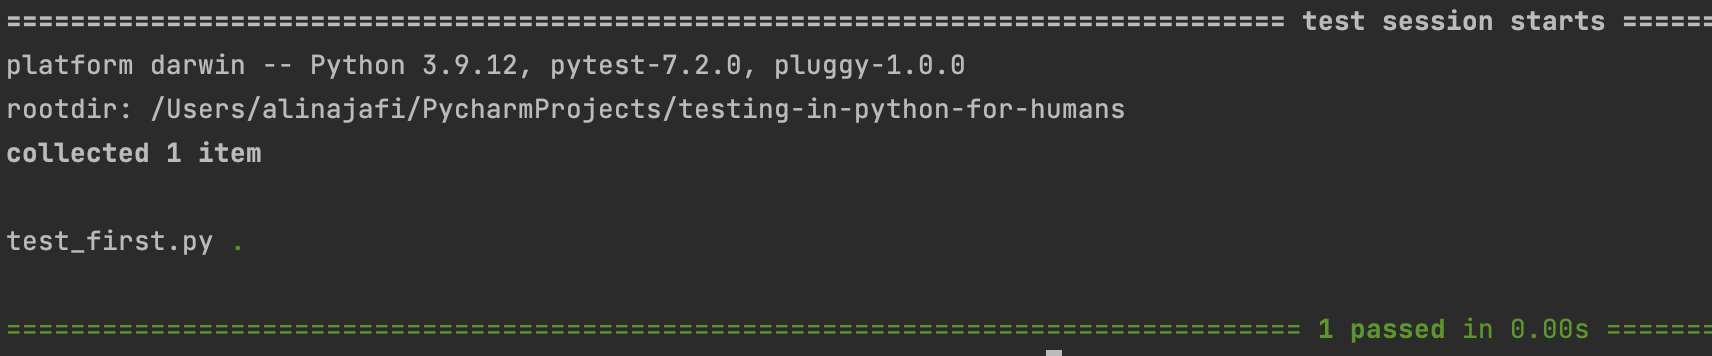 ================================================================================ test session starts ======
platform darwin -- Python 3.9.12, pytest-7.2.0, pluggy-1.0.0
rootdir: /Users/alinajafi/PycharmProjects/testing-in-python-for-humans
collected 1 item
test_first.py .
================================================================================= 1 passed in 0.00s =======